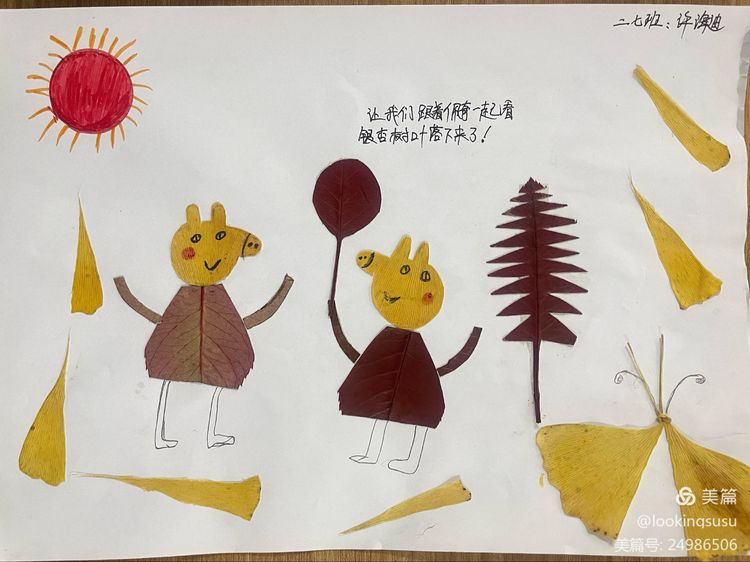 二七班：许海迪
让我们跟着佩奇一起看
银杏树叶落下来了！
美篇
@lookingsusu
美篇号: 24986506